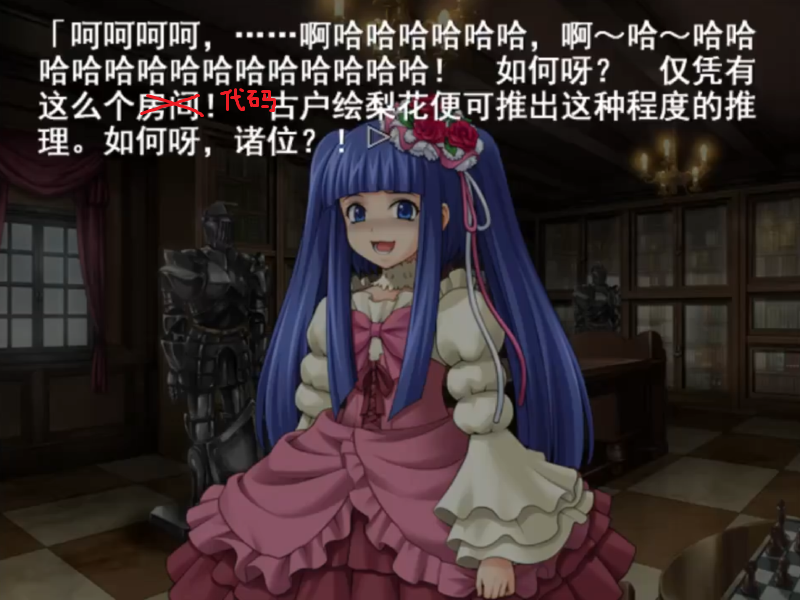 「呵呵呵呵，……啊哈哈哈哈哈哈，啊～哈～哈哈
哈哈哈哈哈哈哈哈哈哈哈哈！　如何呀？　仅凭有
这么个房间！代码古户绘梨花便可推出这种程度的推
理。如何呀，诸位？！▷